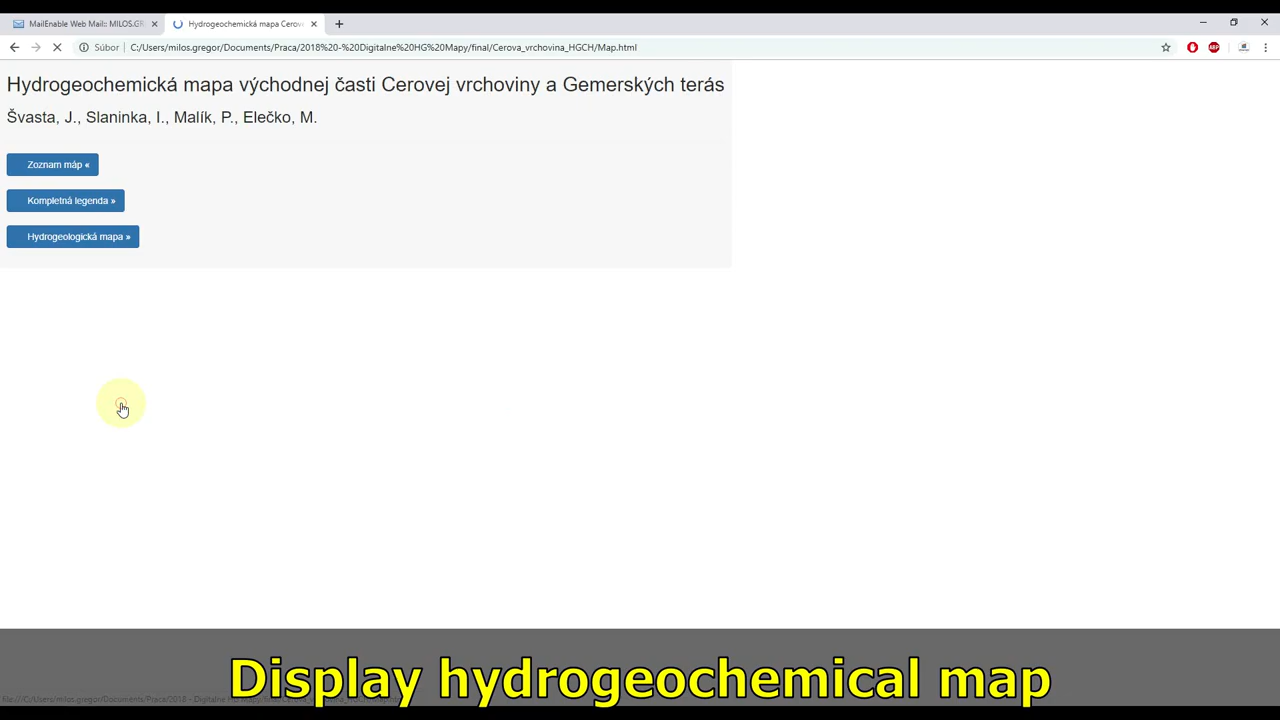 MailEnable Web Mail:: MILOS.GR
Hydrogeochemická mapa Cerov
Súbor
C:/Users/milos.gregor/Documents/Praca/2018%20-%20Digitalne%20HG%20Mapy/final/Cerova_vrchovina_HGCH/Map.html
ABP
Hydrogeochemická mapa východnej časti Cerovej vrchoviny a Gemerských terás
Švasta, J., Slaninka, I., Malík, P., Elečko, M.
Zoznam máp «
Kompletná legenda »
Hydrogeologická mapa »
Display hydrogeochemical map